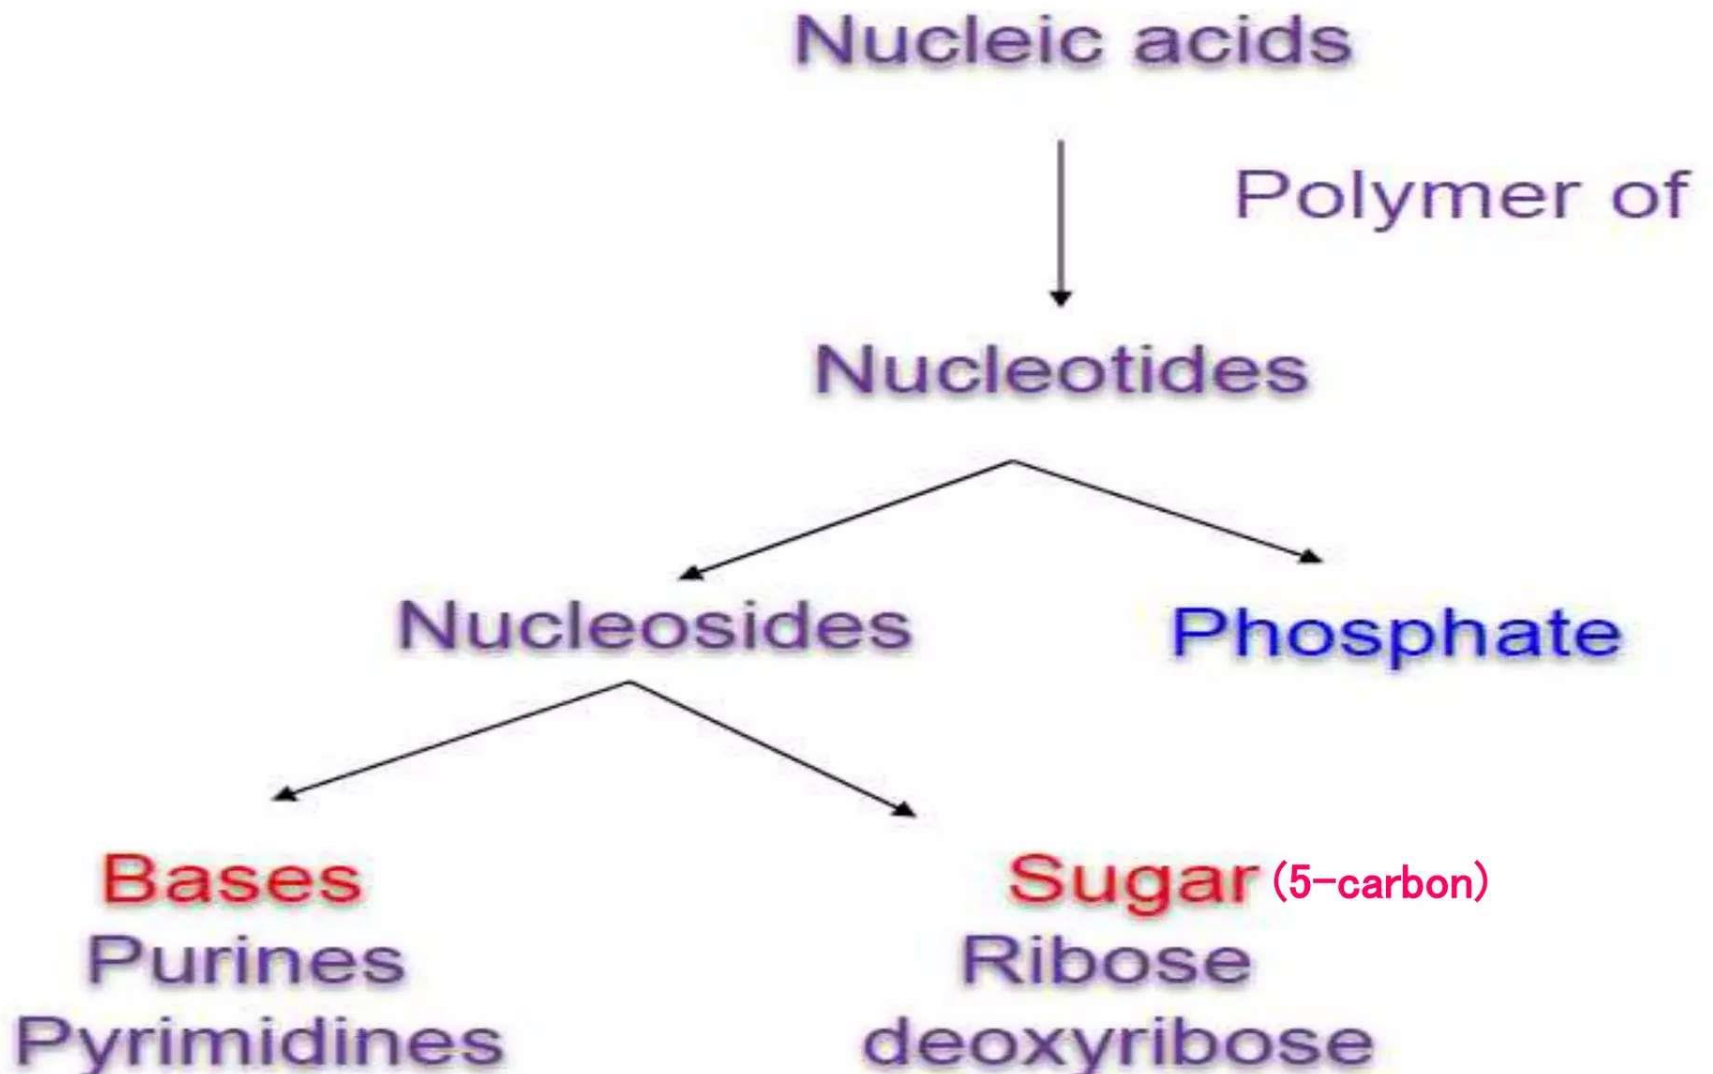 Nucleic acids
Polymer of
Nucleotides
Nucleosides
Phosphate
Bases
Sugar (5-carbon)
Purines
Ribose
Pyrimidines
deoxyribose